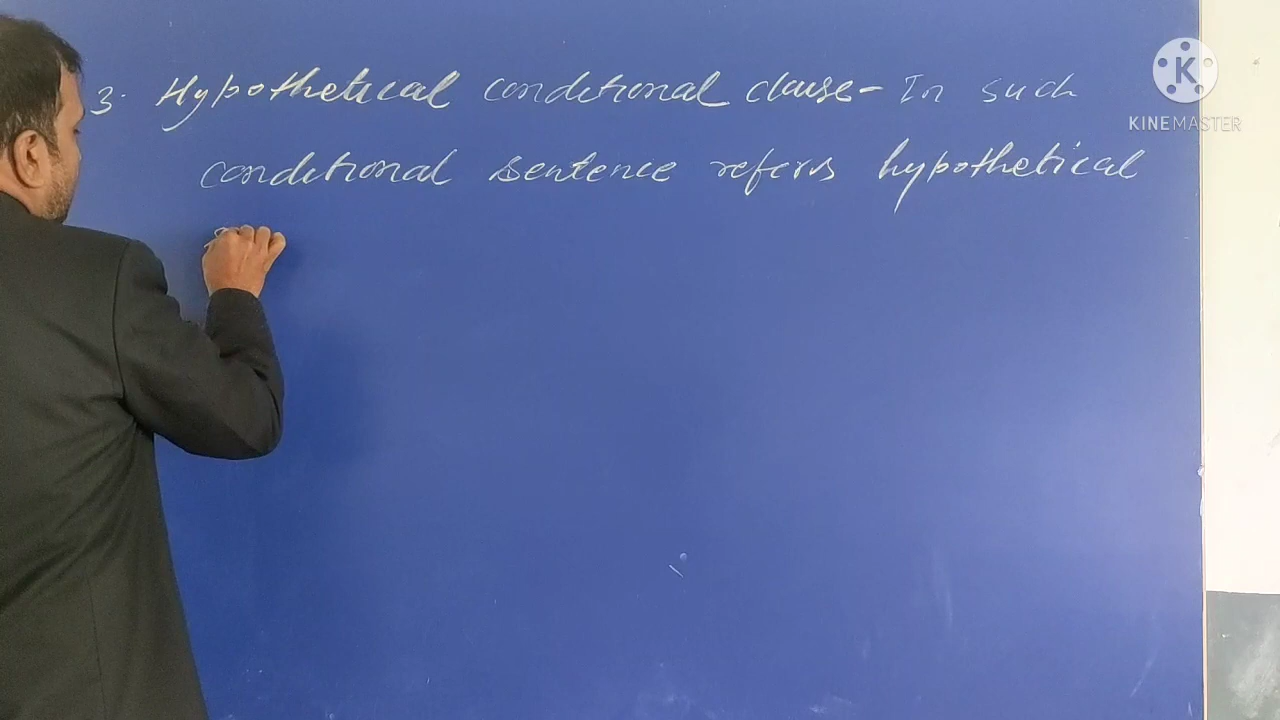 3. Hypothetical conditional clause - In such
conditional sentence refers hypothetical
K
KINEMASTER